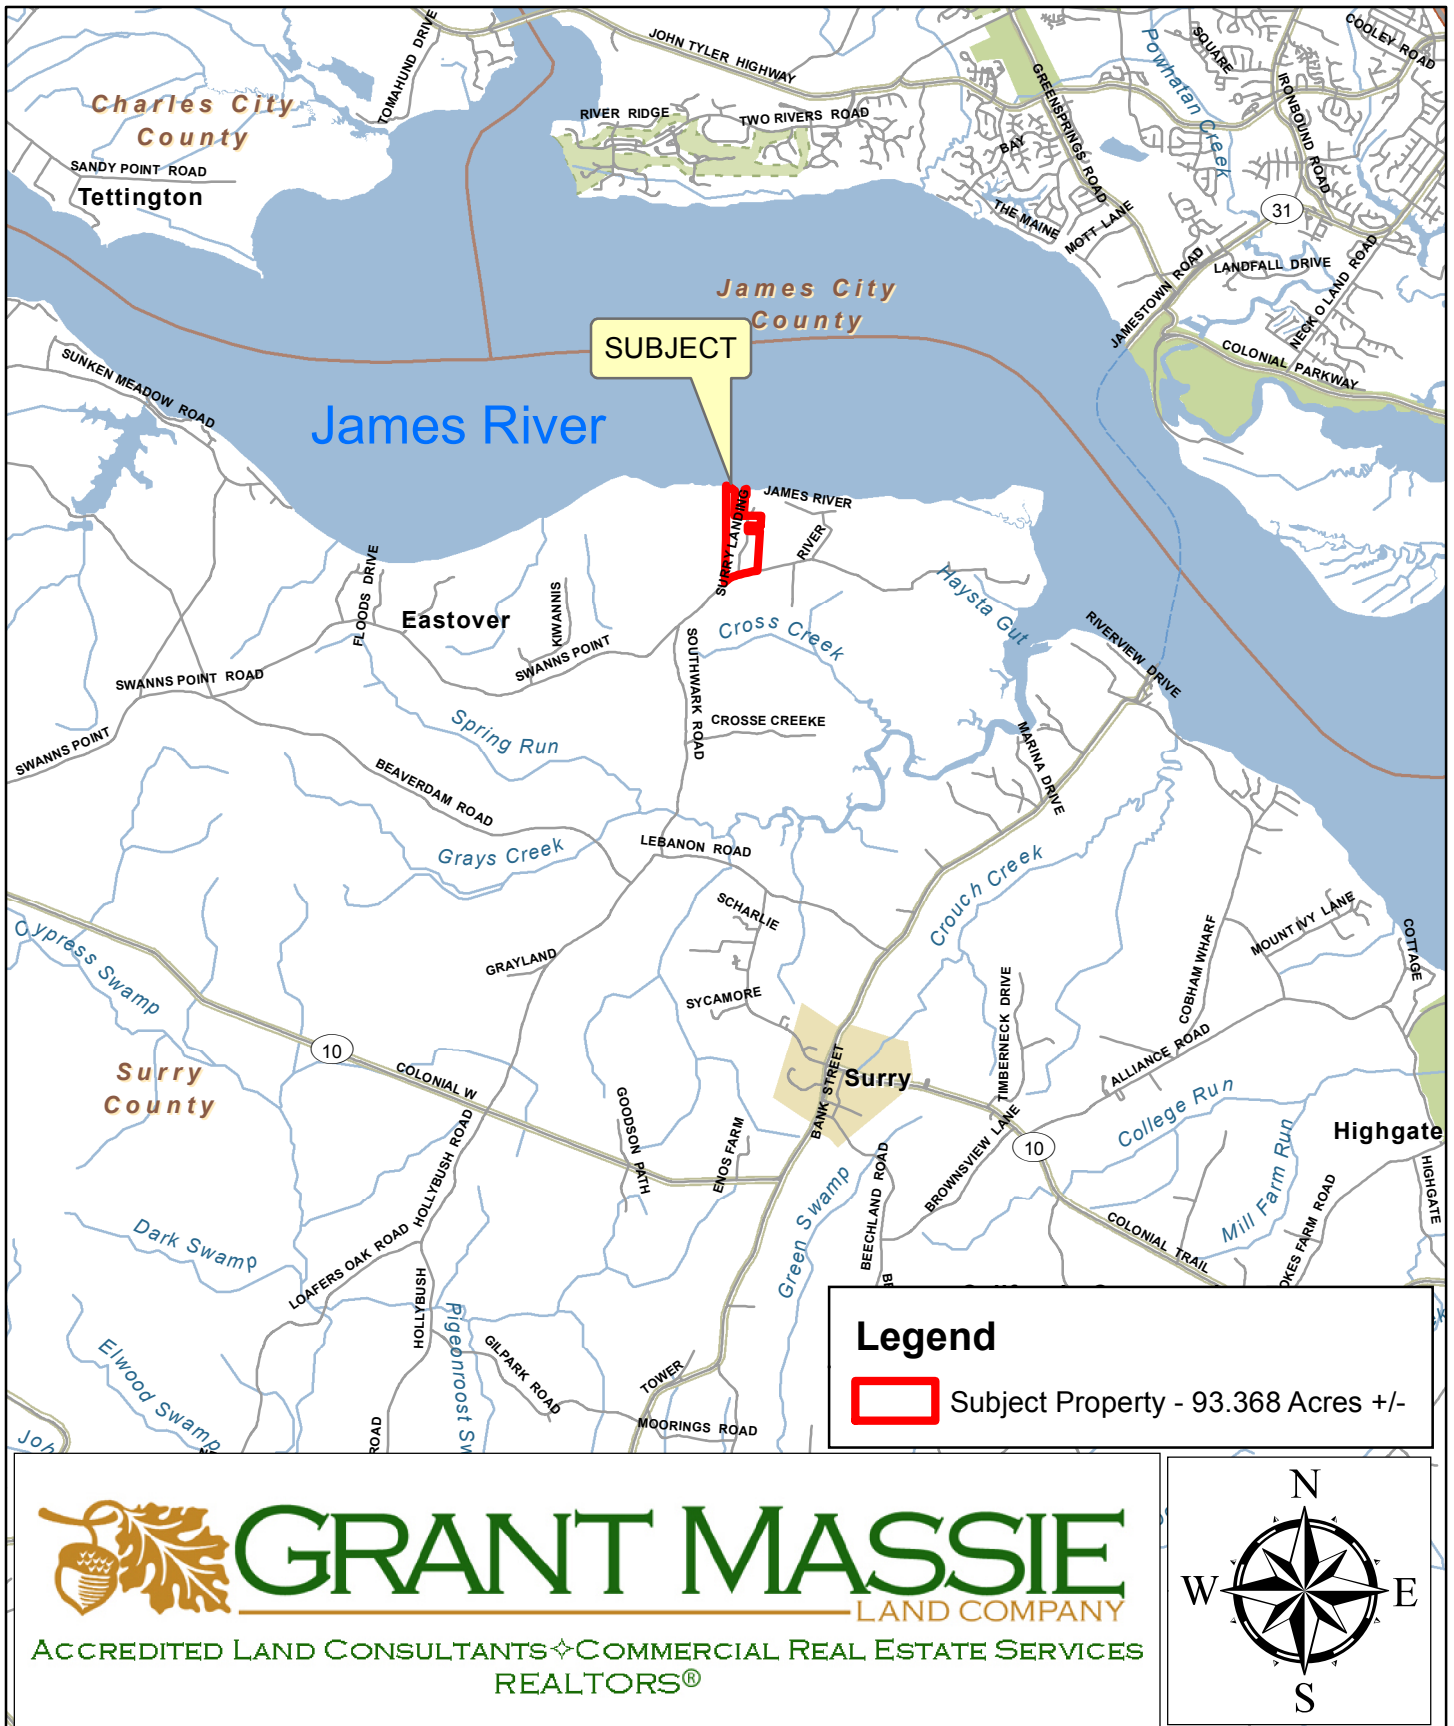 TOMAHUND DRIVE
JOHN TYLER HIGHWAY
SQUARE
COOLEY ROAD
Powhatan Creek
Charles City
County
GREENSPRINGS ROAD
IRONBOUND ROAD
RIVER RIDGE
TWO RIVERS ROAD
BAY
SANDY POINT ROAD
Tettington
THE MAINE
MOTT LANE
31
JAMESTOWN ROAD
LANDFALL DRIVE
NECK O LAND ROAD
James City
County
SUBJECT
COLONIAL PARKWAY
SUNKEN MEADOW ROAD
James River
SURRY LANDING
JAMES RIVER
RIVER
FLOODS DRIVE
Eastover
KIWANNIS
Haysta Gut
Cross Creek
RIVERVIEW DRIVE
SWANNS POINT
SOUTHWARK ROAD
SWANNS POINT ROAD
CROSSE CREEKE
Spring Run
SWANNS POINT
MARINA DRIVE
BEAVERDAM ROAD
Grays Creek
LEBANON ROAD
Crouch Creek
SCHARLIE
MOUNT IVY LANE
COTTAGE
Cypress Swamp
GRAYLAND
COBHAM WHARF
SYCAMORE
TIMBERNECK DRIVE
10
COLONIAL W
Surry
County
BANK STREET
Surry
ALLIANCE ROAD
GOODSON PATH
ENOS FARM
College Run
BROWNSVIEW LANE
10
Highgate
HOLLYBUSH ROAD
Mill Farm Run
HIGHGATE
BEECHLAND ROAD
Green Swamp
OKES FARM ROAD
Dark Swamp
COLONIAL TRAIL
LOAFERS OAK ROAD
HOLLYBUSH
BE
Pigeonroost Sw
GILPARK ROAD
Elwood Swamp
TOWER
MOORINGS ROAD
Joh
ROAD
Legend
Subject Property - 93.368 Acres +/-
GRANT MASSIE
LAND COMPANY
ACCREDITED LAND CONSULTANTS✧COMMERCIAL REAL ESTATE SERVICES
REALTORS®
N
W E
S